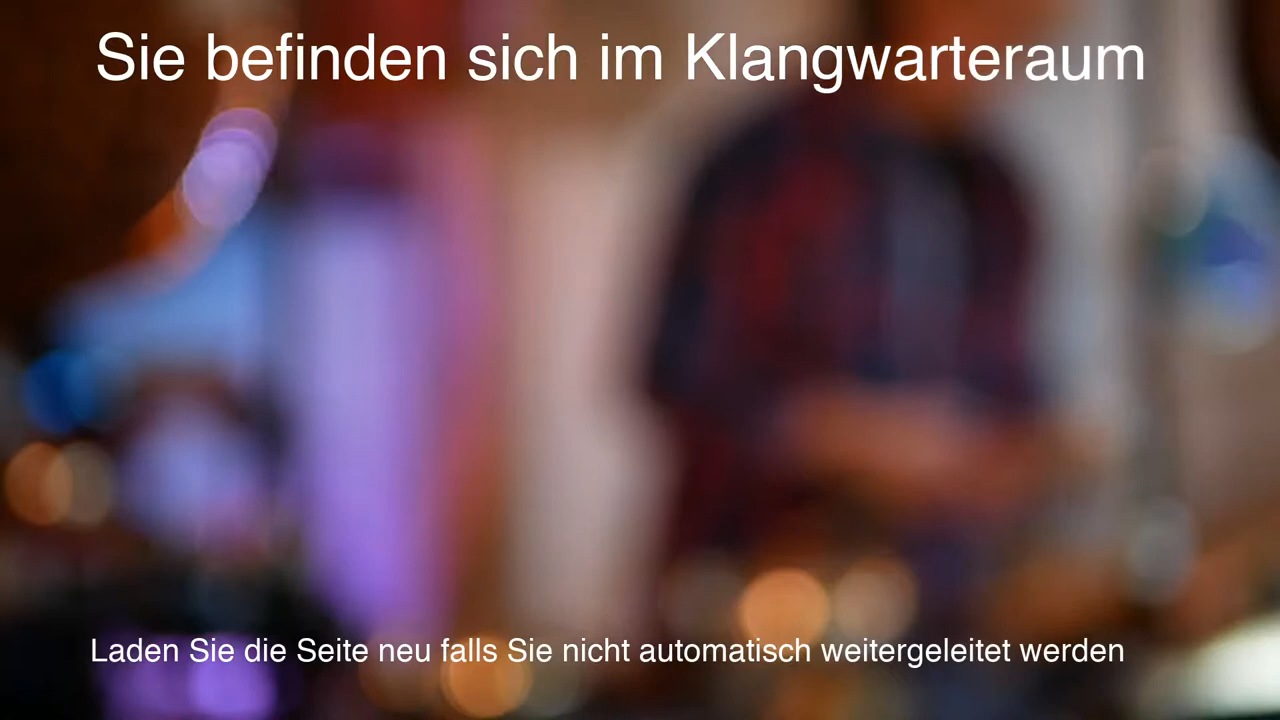 Sie befinden sich im Klangwarteraum
Laden Sie die Seite neu falls Sie nicht automatisch weitergeleitet werden